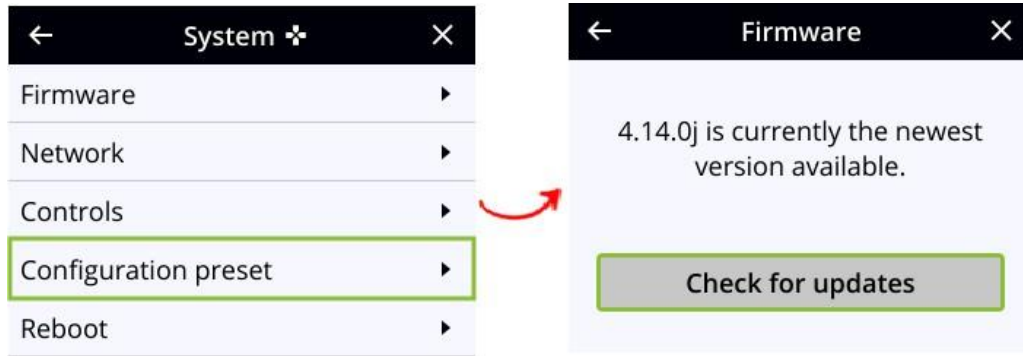 System
Firmware
Network
Controls
Configuration preset
Reboot
Firmware
4.14.0j is currently the newest
version available.
Check for updates